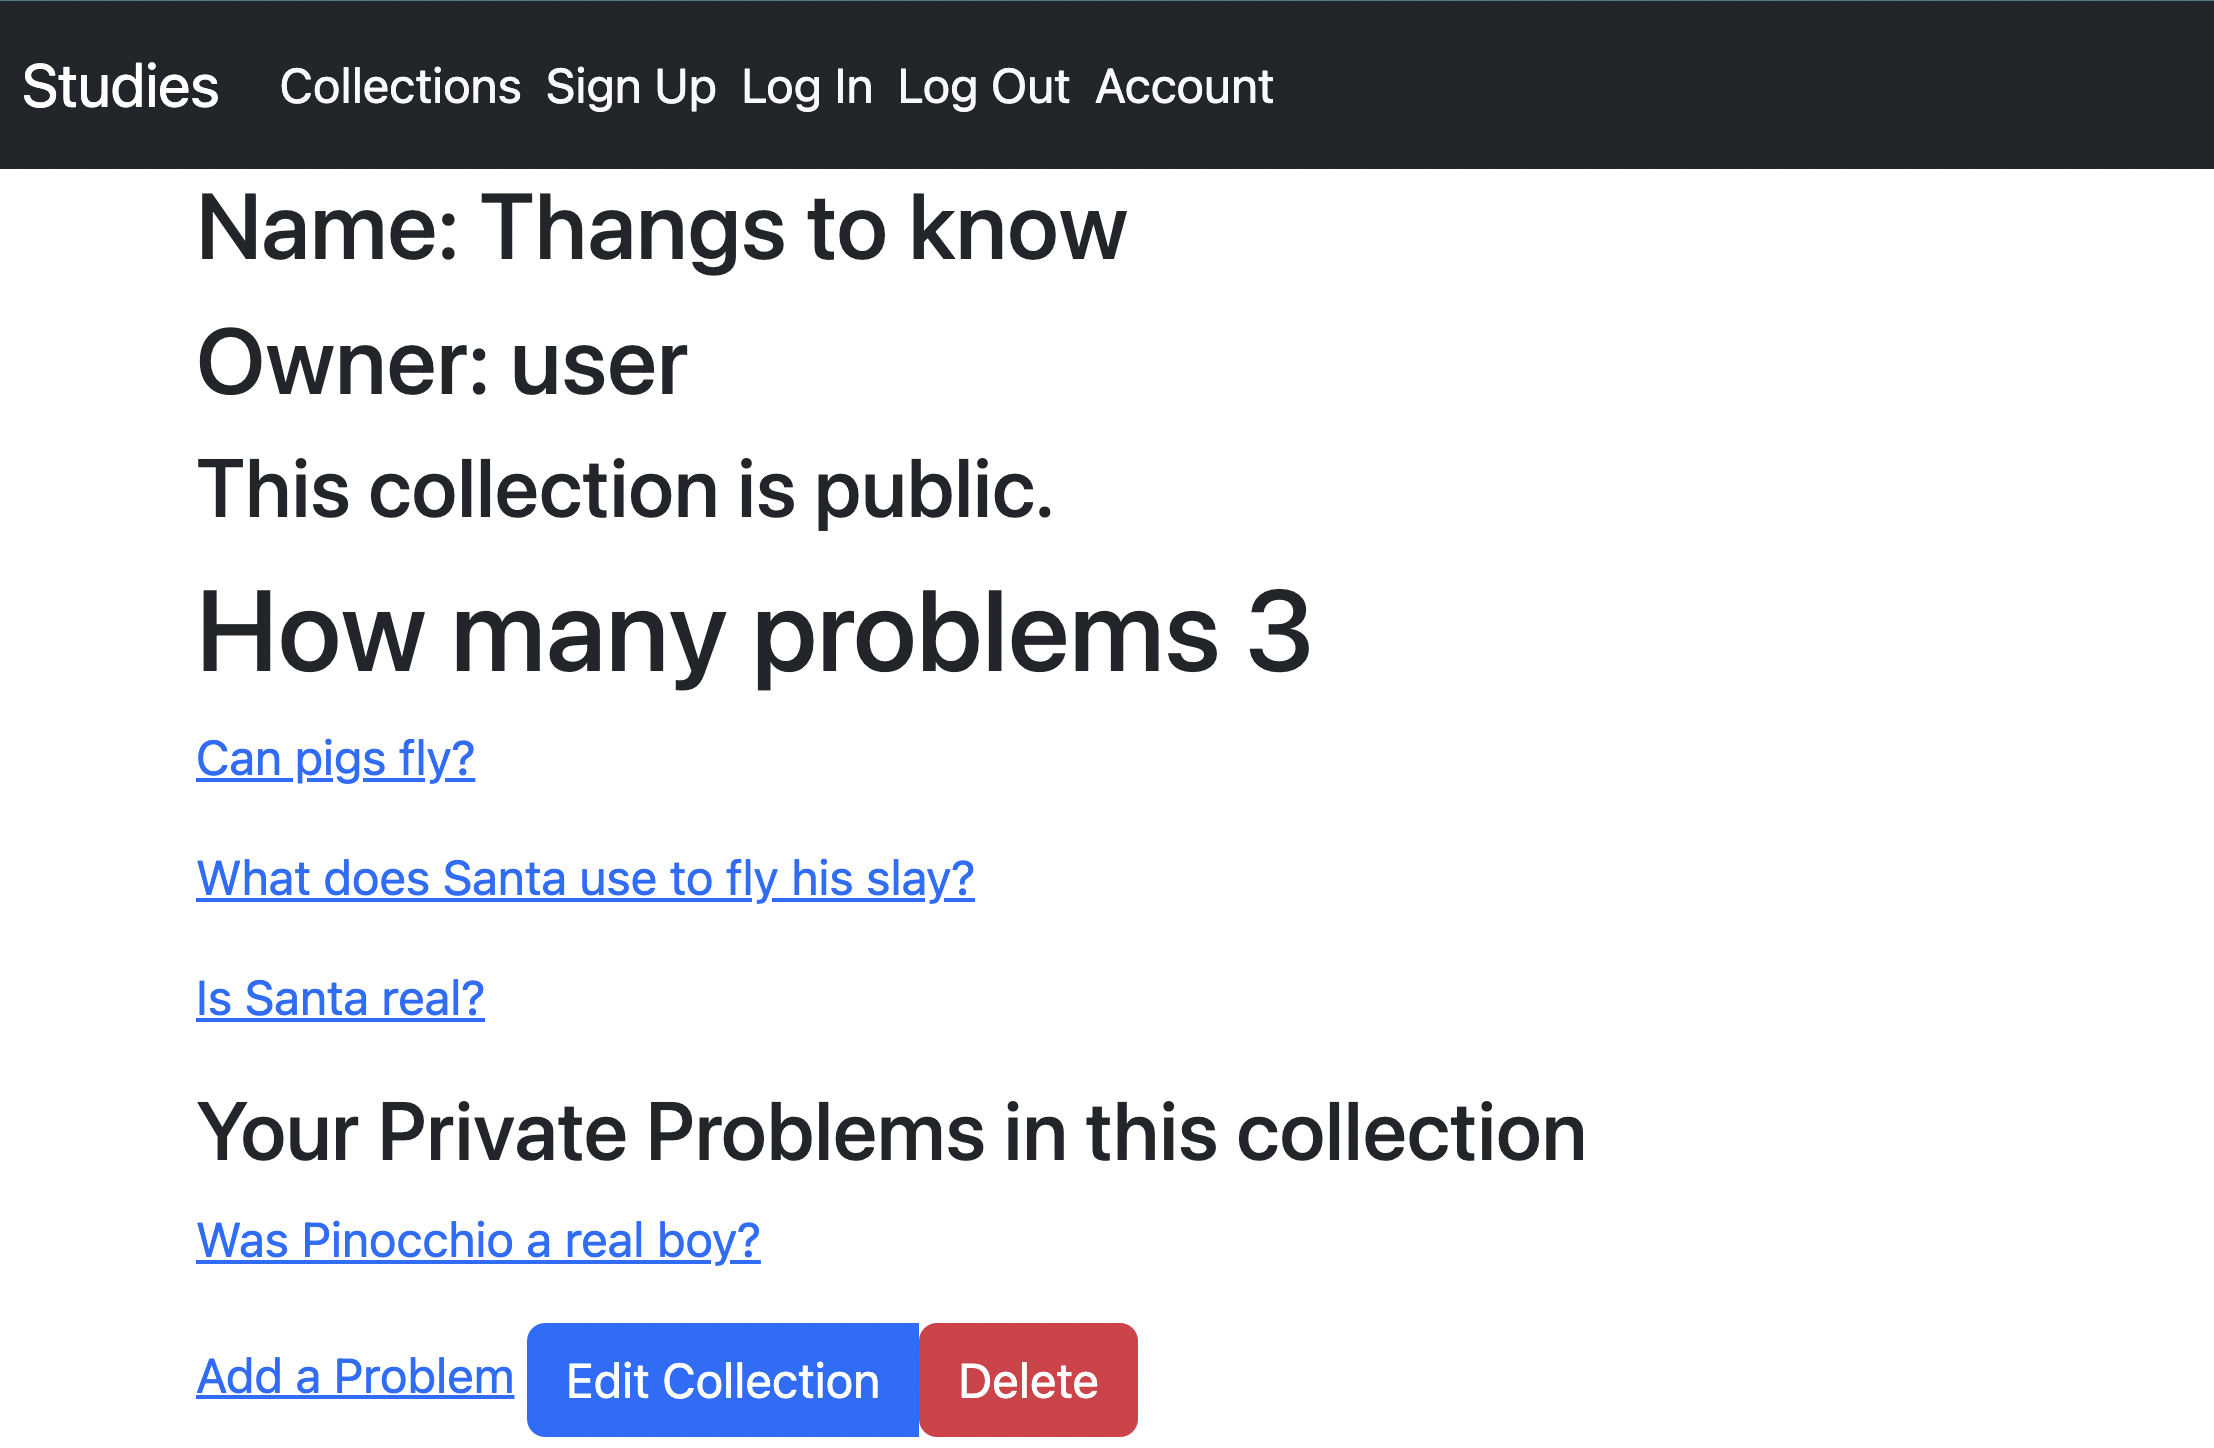 Studies Collections Sign Up Log In Log Out Account
Name: Thangs to know
Owner: user
This collection is public.
How many problems 3
Can pigs fly?
What does Santa use to fly his slay?
Is Santa real?
Your Private Problems in this collection
Was Pinocchio a real boy?
Add a Problem Edit Collection Delete